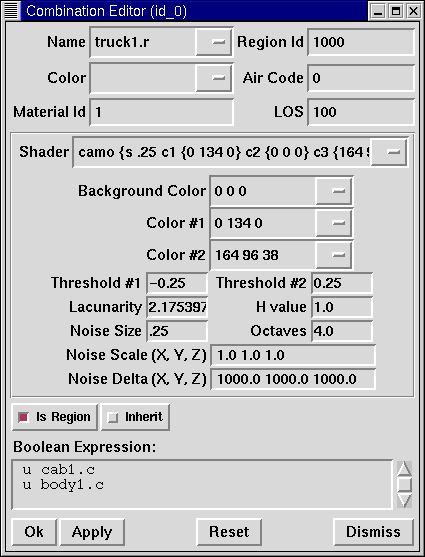 Combination Editor (id_0)
Name truck1.r Region Id 1000
Color Air Code 0
Material Id 1 LOS 100
Shader camo {s .25 c1 {0 134 0} c2 {0 0 0} c3 {164
Background Color 0 0 0
Color #1 0 134 0
Color #2 164 96 38
Threshold #1 -0.25 Threshold #2 0.25
Lacunarity 2.175397 H value 1.0
Noise Size .25 Octaves 4.0
Noise Scale (X, Y, Z) 1.0 1.0 1.0
Noise Delta (X, Y, Z) 1000.0 1000.0 1000.0
Is Region Inherit
Boolean Expression:
u cab1.c
u body1.c
Ok Apply Reset Dismiss